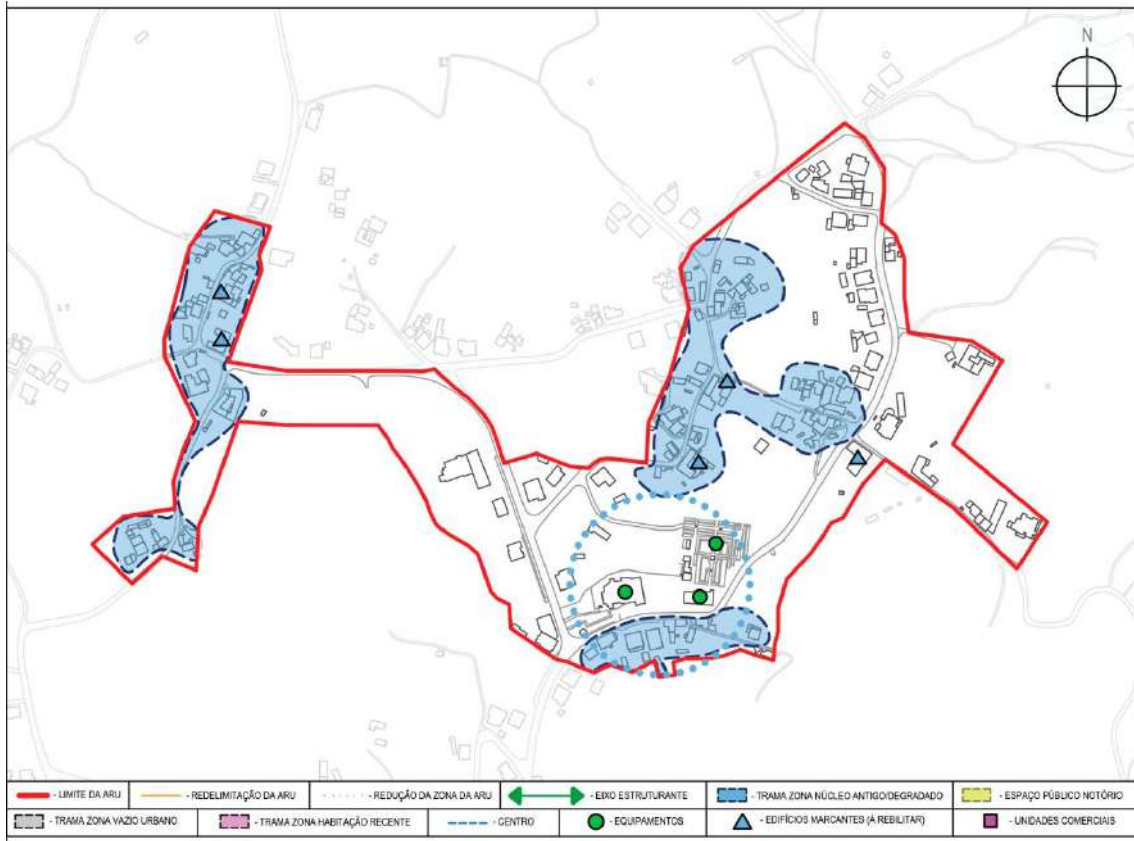 N
- LIMITE DA ARU - REDELIMITAÇÃO DA ARU - REDUÇÃO DA ZONA DA ARU - EIXO ESTRUTURANTE - TRAMA ZONA NÚCLEO ANTIGO/DEGRADADO - ESPAÇO PÚBLICO NOTÓRIO
- TRAMA ZONA VAZIO URBANO - TRAMA ZONA HABITAÇÃO RECENTE - CENTRO - EQUIPAMENTOS - EDIFÍCIOS MARCANTES (Á REBILITAR) - UNIDADES COMERCIAIS